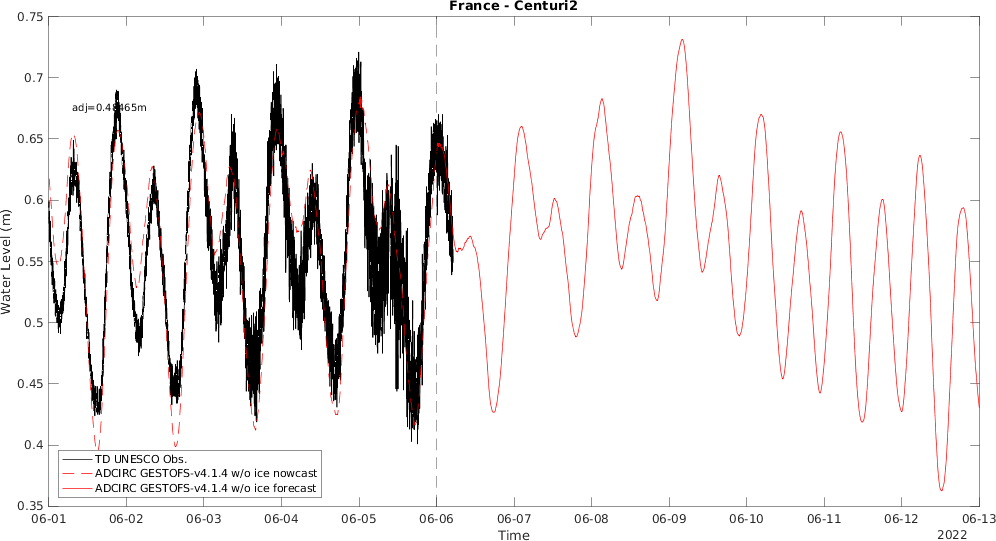 France - Centuri2
0.75
0.7
0.65
0.6
0.55
0.5
0.45
0.4
0.35
Water Level (m)
adj=0.48465m
TD UNESCO Obs.
ADCIRC GESTOFS-v4.1.4 w/o ice nowcast
ADCIRC GESTOFS-v4.1.4 w/o ice forecast
06-01 06-02 06-03 06-04 06-05 06-06 06-07 06-08 06-09 06-10 06-11 06-12 06-13
Time
2022